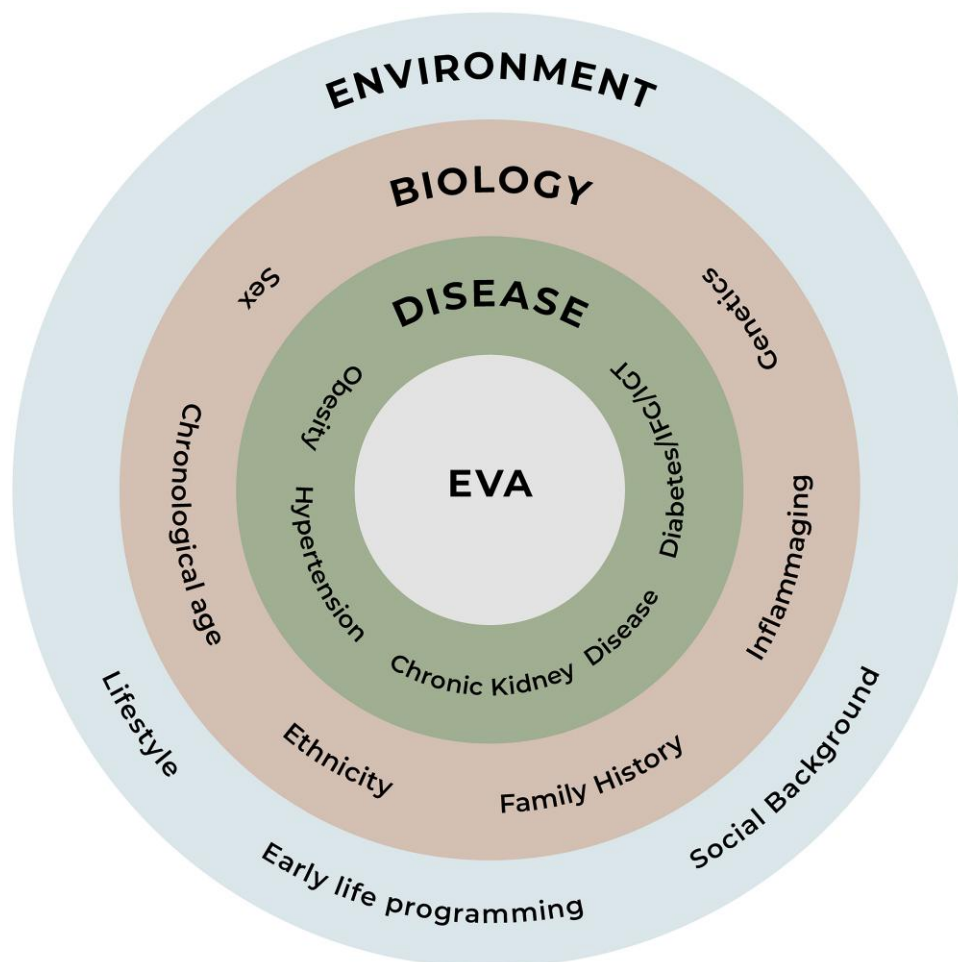 ENVIRONMENT
BIOLOGY
Sex
Genetics
DISEASE
Obesity
Diabetes/IFG/IGT
EVA
Chronological age
Hypertension
Inflammaging
Chronic Kidney Disease
Lifestyle
Ethnicity
Family History
Social Background
Early life programming